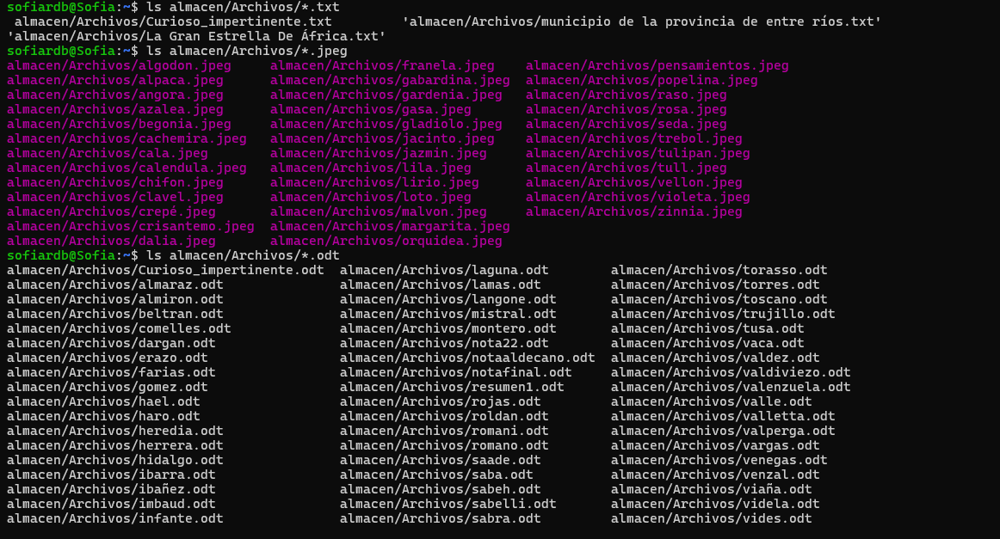 sofiardb@Sofia:~$ ls almacen/Archivos/*.txt
 almacen/Archivos/Curioso_impertinente.txt         'almacen/Archivos/municipio de la provincia de entre ríos.txt'
'almacen/Archivos/La Gran Estrella De África.txt'
sofiardb@Sofia:~$ ls almacen/Archivos/*.jpeg
almacen/Archivos/algodon.jpeg     almacen/Archivos/franela.jpeg    almacen/Archivos/pensamientos.jpeg
almacen/Archivos/alpaca.jpeg      almacen/Archivos/gabardina.jpeg  almacen/Archivos/popelina.jpeg
almacen/Archivos/angora.jpeg      almacen/Archivos/gardenia.jpeg   almacen/Archivos/raso.jpeg
almacen/Archivos/azalea.jpeg      almacen/Archivos/gasa.jpeg       almacen/Archivos/rosa.jpeg
almacen/Archivos/begonia.jpeg     almacen/Archivos/gladiolo.jpeg   almacen/Archivos/seda.jpeg
almacen/Archivos/cachemira.jpeg   almacen/Archivos/jacinto.jpeg    almacen/Archivos/trebol.jpeg
almacen/Archivos/cala.jpeg        almacen/Archivos/jazmin.jpeg     almacen/Archivos/tulipan.jpeg
almacen/Archivos/calendula.jpeg   almacen/Archivos/lila.jpeg       almacen/Archivos/tull.jpeg
almacen/Archivos/chifon.jpeg      almacen/Archivos/lirio.jpeg      almacen/Archivos/vellon.jpeg
almacen/Archivos/clavel.jpeg      almacen/Archivos/loto.jpeg       almacen/Archivos/violeta.jpeg
almacen/Archivos/crepé.jpeg       almacen/Archivos/malvon.jpeg     almacen/Archivos/zinnia.jpeg
almacen/Archivos/crisantemo.jpeg  almacen/Archivos/margarita.jpeg
almacen/Archivos/dalia.jpeg       almacen/Archivos/orquidea.jpeg
sofiardb@Sofia:~$ ls almacen/Archivos/*.odt
almacen/Archivos/Curioso_impertinente.odt  almacen/Archivos/laguna.odt        almacen/Archivos/torasso.odt
almacen/Archivos/almaraz.odt               almacen/Archivos/lamas.odt         almacen/Archivos/torres.odt
almacen/Archivos/almiron.odt               almacen/Archivos/langone.odt       almacen/Archivos/toscano.odt
almacen/Archivos/beltran.odt               almacen/Archivos/mistral.odt       almacen/Archivos/trujillo.odt
almacen/Archivos/comelles.odt              almacen/Archivos/montero.odt       almacen/Archivos/tusa.odt
almacen/Archivos/dargan.odt                almacen/Archivos/nota22.odt        almacen/Archivos/vaca.odt
almacen/Archivos/erazo.odt                 almacen/Archivos/notaaldecano.odt  almacen/Archivos/valdez.odt
almacen/Archivos/farias.odt                almacen/Archivos/notafinal.odt     almacen/Archivos/valdiviezo.odt
almacen/Archivos/gomez.odt                 almacen/Archivos/resumen1.odt      almacen/Archivos/valenzuela.odt
almacen/Archivos/hael.odt                  almacen/Archivos/rojas.odt         almacen/Archivos/valle.odt
almacen/Archivos/haro.odt                  almacen/Archivos/roldan.odt        almacen/Archivos/valletta.odt
almacen/Archivos/heredia.odt               almacen/Archivos/romani.odt        almacen/Archivos/valperga.odt
almacen/Archivos/herrera.odt               almacen/Archivos/romano.odt        almacen/Archivos/vargas.odt
almacen/Archivos/hidalgo.odt               almacen/Archivos/saade.odt         almacen/Archivos/venegas.odt
almacen/Archivos/ibarra.odt                almacen/Archivos/saba.odt          almacen/Archivos/venzal.odt
almacen/Archivos/ibañez.odt                almacen/Archivos/sabeh.odt         almacen/Archivos/viaña.odt
almacen/Archivos/imbaud.odt                almacen/Archivos/sabelli.odt       almacen/Archivos/videla.odt
almacen/Archivos/infante.odt               almacen/Archivos/sabra.odt         almacen/Archivos/vides.odt